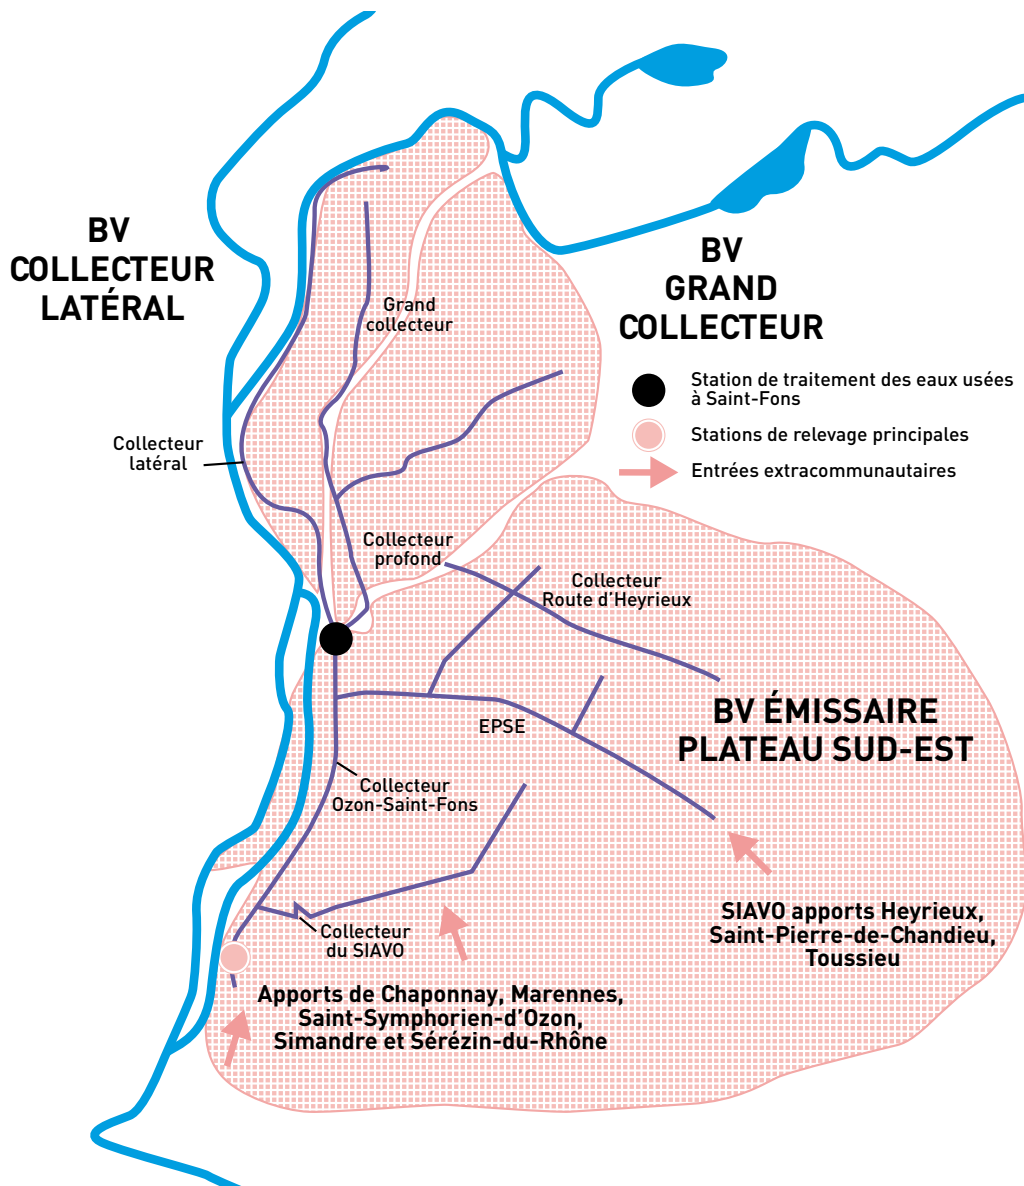 BV
COLLECTEUR
LATÉRAL
BV
GRAND
COLLECTEUR
Station de traitement des eaux usées
à Saint-Fons
Stations de relevage principales
Entrées extracommunautaires
Grand
collecteur
Collecteur
latéral
Collecteur
profond
Collecteur
Route d'Heyrieux
BV ÉMISSAIRE
PLATEAU SUD-EST
EPSE
Collecteur
Ozon-Saint-Fons
Collecteur
du SIAVO
SIAVO apports Heyrieux,
Saint-Pierre-de-Chandieu,
Toussieu
Apports de Chaponnay, Marennes,
Saint-Symphorien-d'Ozon,
Simandre et Sérézin-du-Rhône